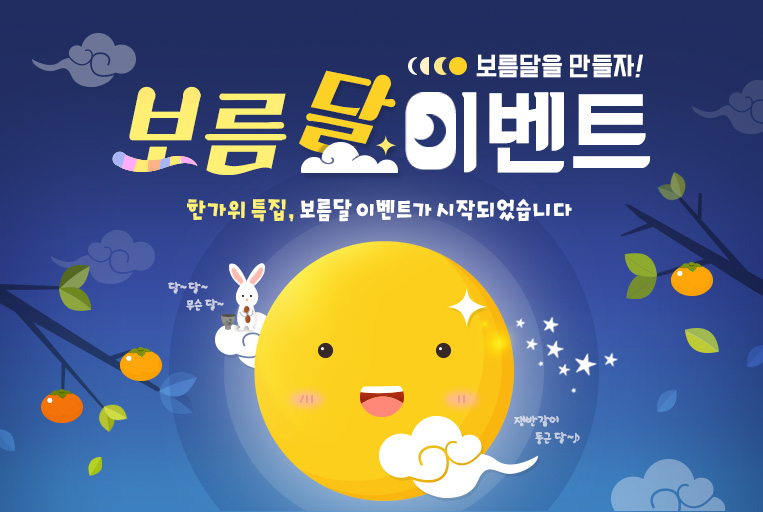 보름달을 만들자!
보름달 이벤트
한가위 특집, 보름달 이벤트가 시작되었습니다
달~달~
무슨 달~
쟁반같이
둥근 달~♪